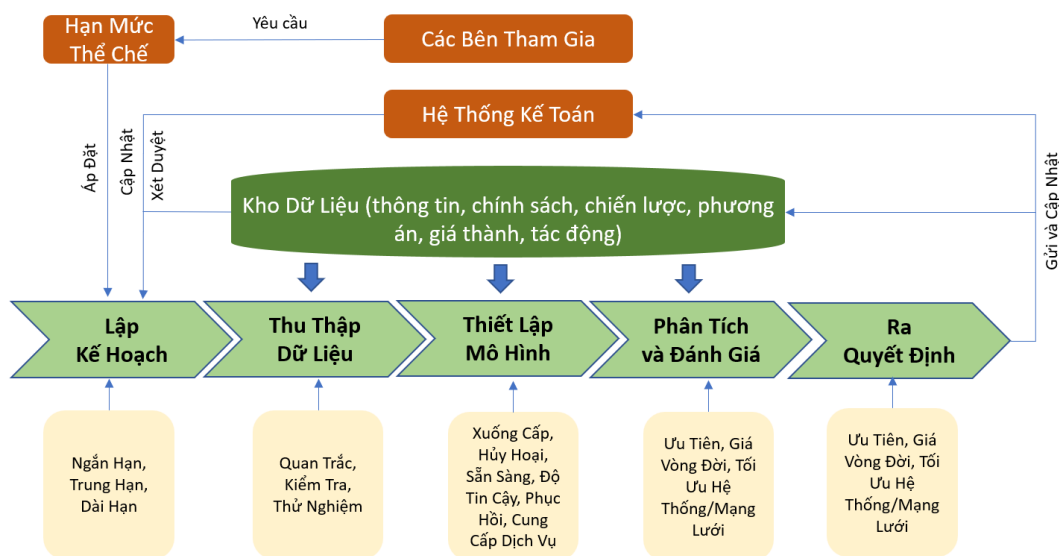 Hạn Mức
Thể Chế
Yêu cầu
Các Bên Tham Gia
Hệ Thống Kế Toán
Áp Đặt
Cập Nhật
Xét Duyệt
Kho Dữ Liệu (thông tin, chính sách, chiến lược, phương
án, giá thành, tác động)
Gửi và Cập Nhật
Lập
Kế Hoạch
Thu Thập
Dữ Liệu
Thiết Lập
Mô Hình
Phân Tích
và Đánh Giá
Ra
Quyết Định
Ngắn Hạn,
Trung Hạn,
Dài Hạn
Quan Trắc,
Kiểm Tra,
Thử Nghiệm
Xuống Cấp,
Hủy Hoại,
Sẵn Sàng, Độ
Tin Cậy, Phục
Hồi, Cung
Cấp Dịch Vụ
Ưu Tiên, Giá
Vòng Đời, Tối
Ưu Hệ
Thống/Mạng
Lưới
Ưu Tiên, Giá
Vòng Đời, Tối
Ưu Hệ
Thống/Mạng
Lưới